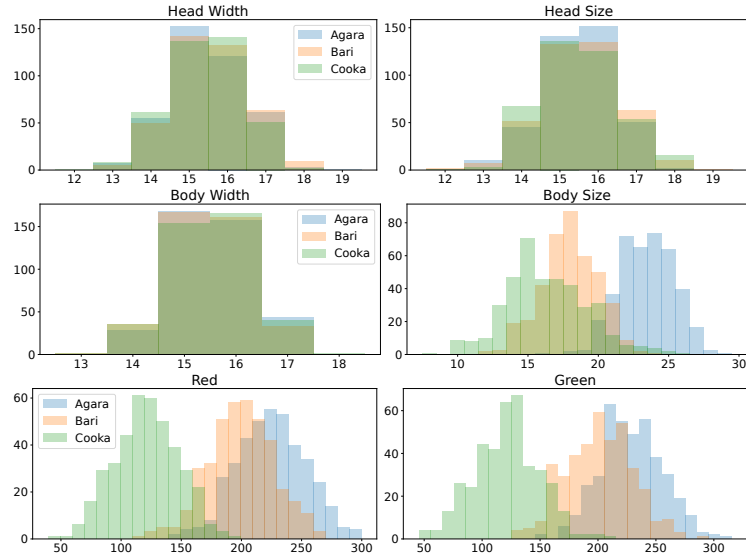 Head Width
Head Size
150
100
50
0
12 13 14 15 16 17 18 19
Agara
Bari
Cooka
150
100
50
0
12 13 14 15 16 17 18 19
Body Width
Body Size
150
100
50
0
13 14 15 16 17 18
Agara
Bari
Cooka
80
60
40
20
0
10 15 20 25 30
Red
Green
60
40
20
0
50 100 150 200 250 300
Agara
Bari
Cooka
60
40
20
0
50 100 150 200 250 300